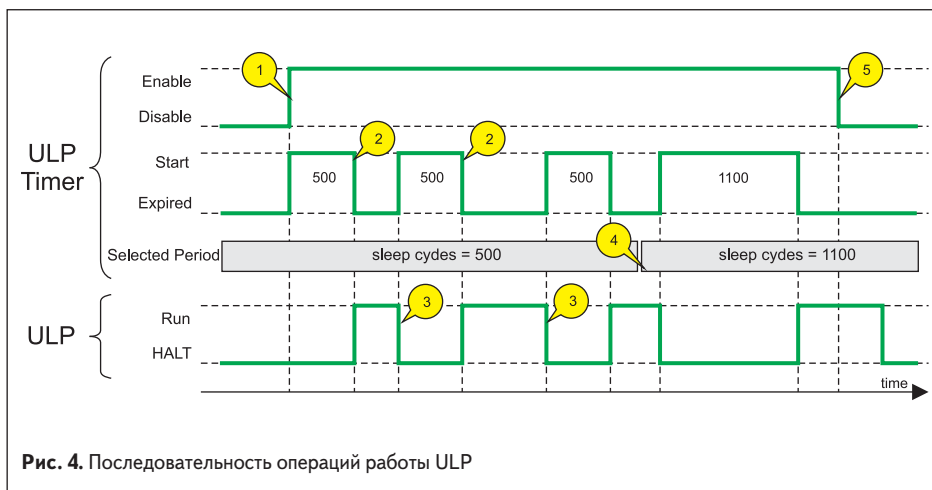 Enable
1
5
Disable
ULP
Timer
Start
2
2
500
500
500
1100
Expired
Selected Period
sleep cydes = 500
4
sleep cydes = 1100
ULP
Run
3
3
HALT
time
Рис. 4. Последовательность операций работы ULP